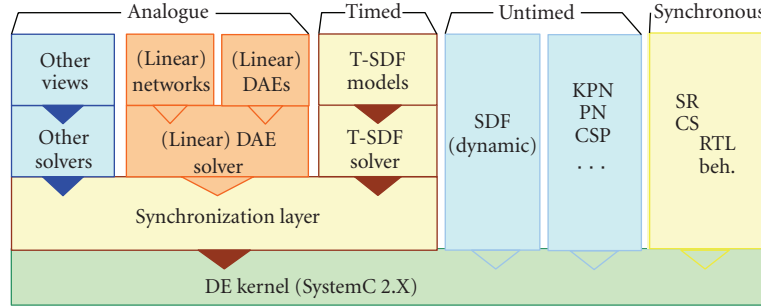 Analogue
Timed
Untimed
Synchronous
Other
views
(Linear)
networks
(Linear)
DAEs
T-SDF
models
Other
solvers
(Linear) DAE
solver
T-SDF
solver
SDF
(dynamic)
KPN
PN
CSP
. . .
SR
CS
RTL
beh.
Synchronization layer
DE kernel (SystemC 2.X)